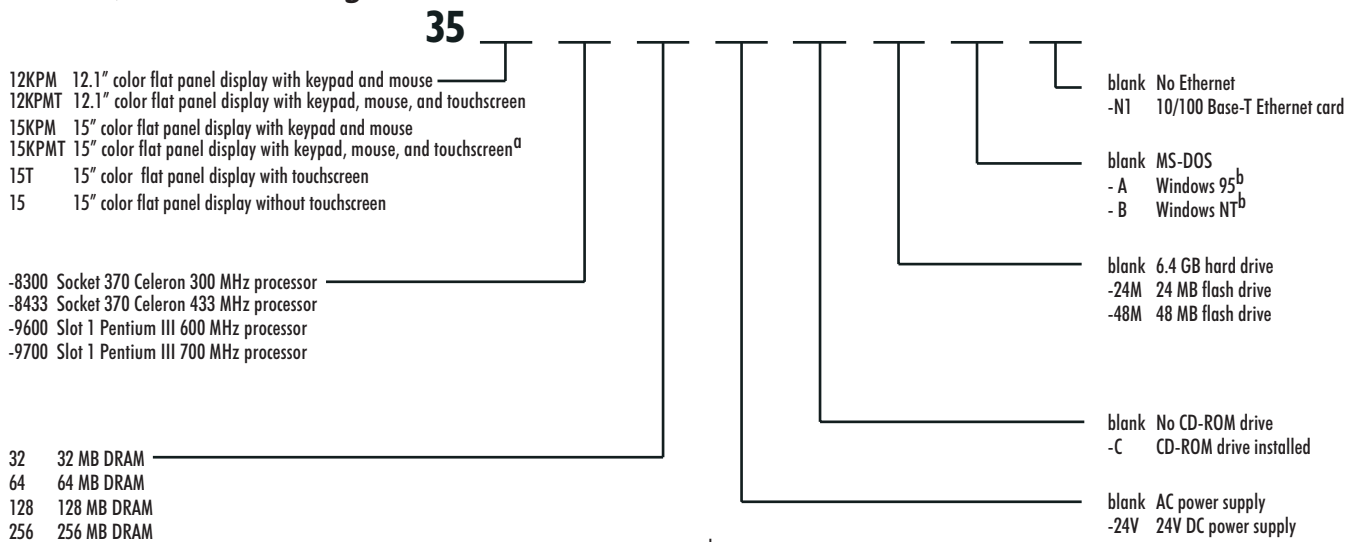 35
12KPM 12.1" color flat panel display with keypad and mouse
12KPMT 12.1" color flat panel display with keypad, mouse, and touchscreen
15KPM 15" color flat panel display with keypad and mouse
15KPMT 15" color flat panel display with keypad, mouse, and touchscreen^a
15T 15" color flat panel display with touchscreen
15 15" color flat panel display without touchscreen
-8300 Socket 370 Celeron 300 MHz processor
-8433 Socket 370 Celeron 433 MHz processor
-9600 Slot 1 Pentium III 600 MHz processor
-9700 Slot 1 Pentium III 700 MHz processor
32 32 MB DRAM
64 64 MB DRAM
128 128 MB DRAM
256 256 MB DRAM
blank No Ethernet
-N1 10/100 Base-T Ethernet card
blank MS-DOS
- A Windows 95^b
- B Windows NT^b
blank 6.4 GB hard drive
-24M 24 MB flash drive
-48M 48 MB flash drive
blank No CD-ROM drive
-C CD-ROM drive installed
blank AC power supply
-24V 24V DC power supply